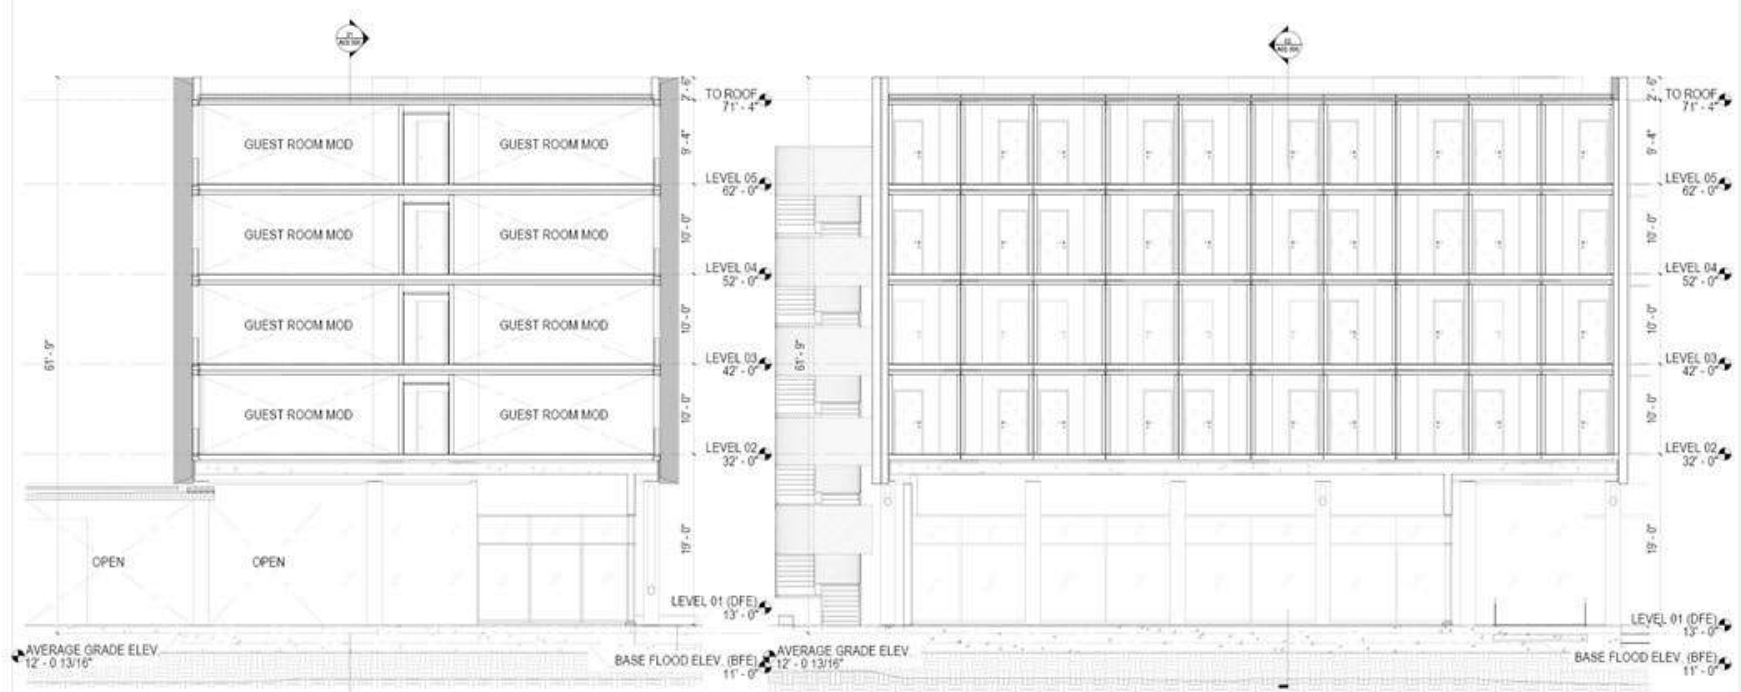 TO ROOF
71' - 4"
2' - 6"
9' - 4"
GUEST ROOM MOD
GUEST ROOM MOD
LEVEL 05
62' - 0"
10' - 0"
GUEST ROOM MOD
GUEST ROOM MOD
LEVEL 04
52' - 0"
10' - 0"
GUEST ROOM MOD
GUEST ROOM MOD
LEVEL 03
42' - 0"
61' - 9"
10' - 0"
GUEST ROOM MOD
GUEST ROOM MOD
LEVEL 02
32' - 0"
19' - 0"
OPEN
OPEN
LEVEL 01 (DFE)
13' - 0"
AVERAGE GRADE ELEV.
12' - 0 13/16"
BASE FLOOD ELEV. (BFE)
11' - 0"
2' - 6"
TO ROOF
71' - 4"
9' - 4"
LEVEL 05
62' - 0"
10' - 0"
LEVEL 04
52' - 0"
10' - 0"
LEVEL 03
42' - 0"
61' - 9"
10' - 0"
LEVEL 02
32' - 0"
19' - 0"
LEVEL 01 (DFE)
13' - 0"
AVERAGE GRADE ELEV.
12' - 0 13/16"
BASE FLOOD ELEV. (BFE)
11' - 0"